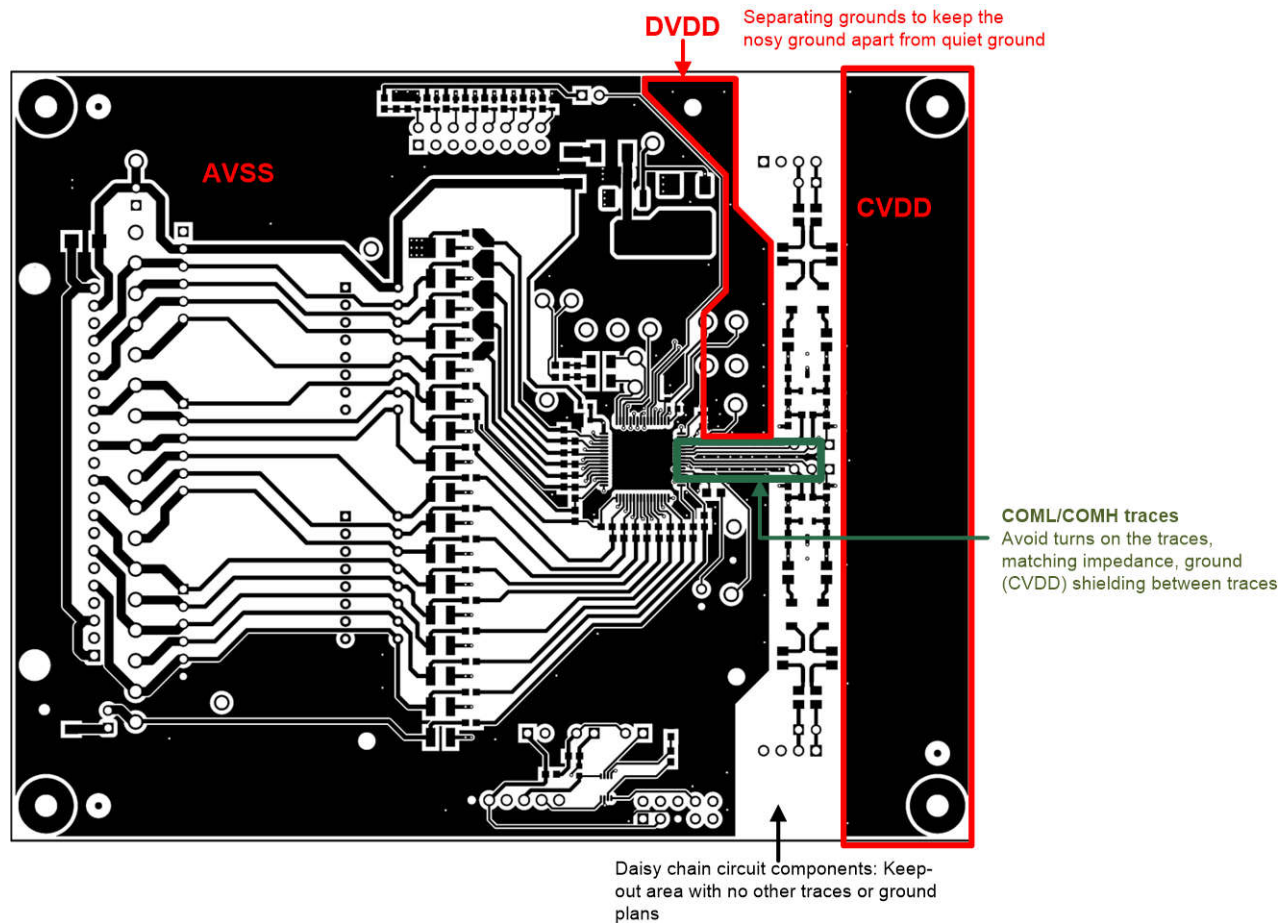 DVDD
Separating grounds to keep the
nosy ground apart from quiet ground
AVSS
CVDD
COML/COMH traces
Avoid turns on the traces,
matching impedance, ground
(CVDD) shielding between traces
Daisy chain circuit components: Keep-
out area with no other traces or ground
plans